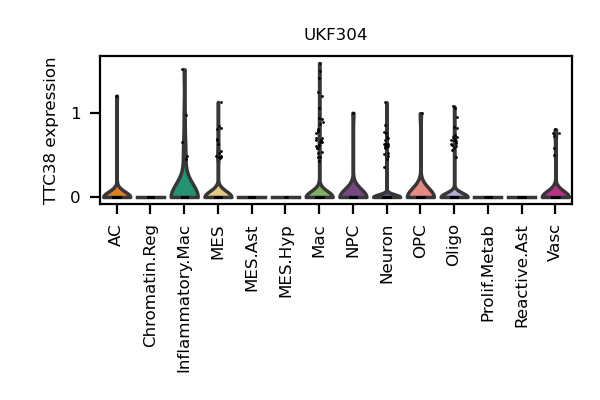 UKF304
TTC38 expression
1
0
AC
Chromatin.Reg
Inflammatory.Mac
MES
MES.Ast
MES.Hyp
Mac
NPC
Neuron
OPC
Oligo
Prolif.Metab
Reactive.Ast
Vasc